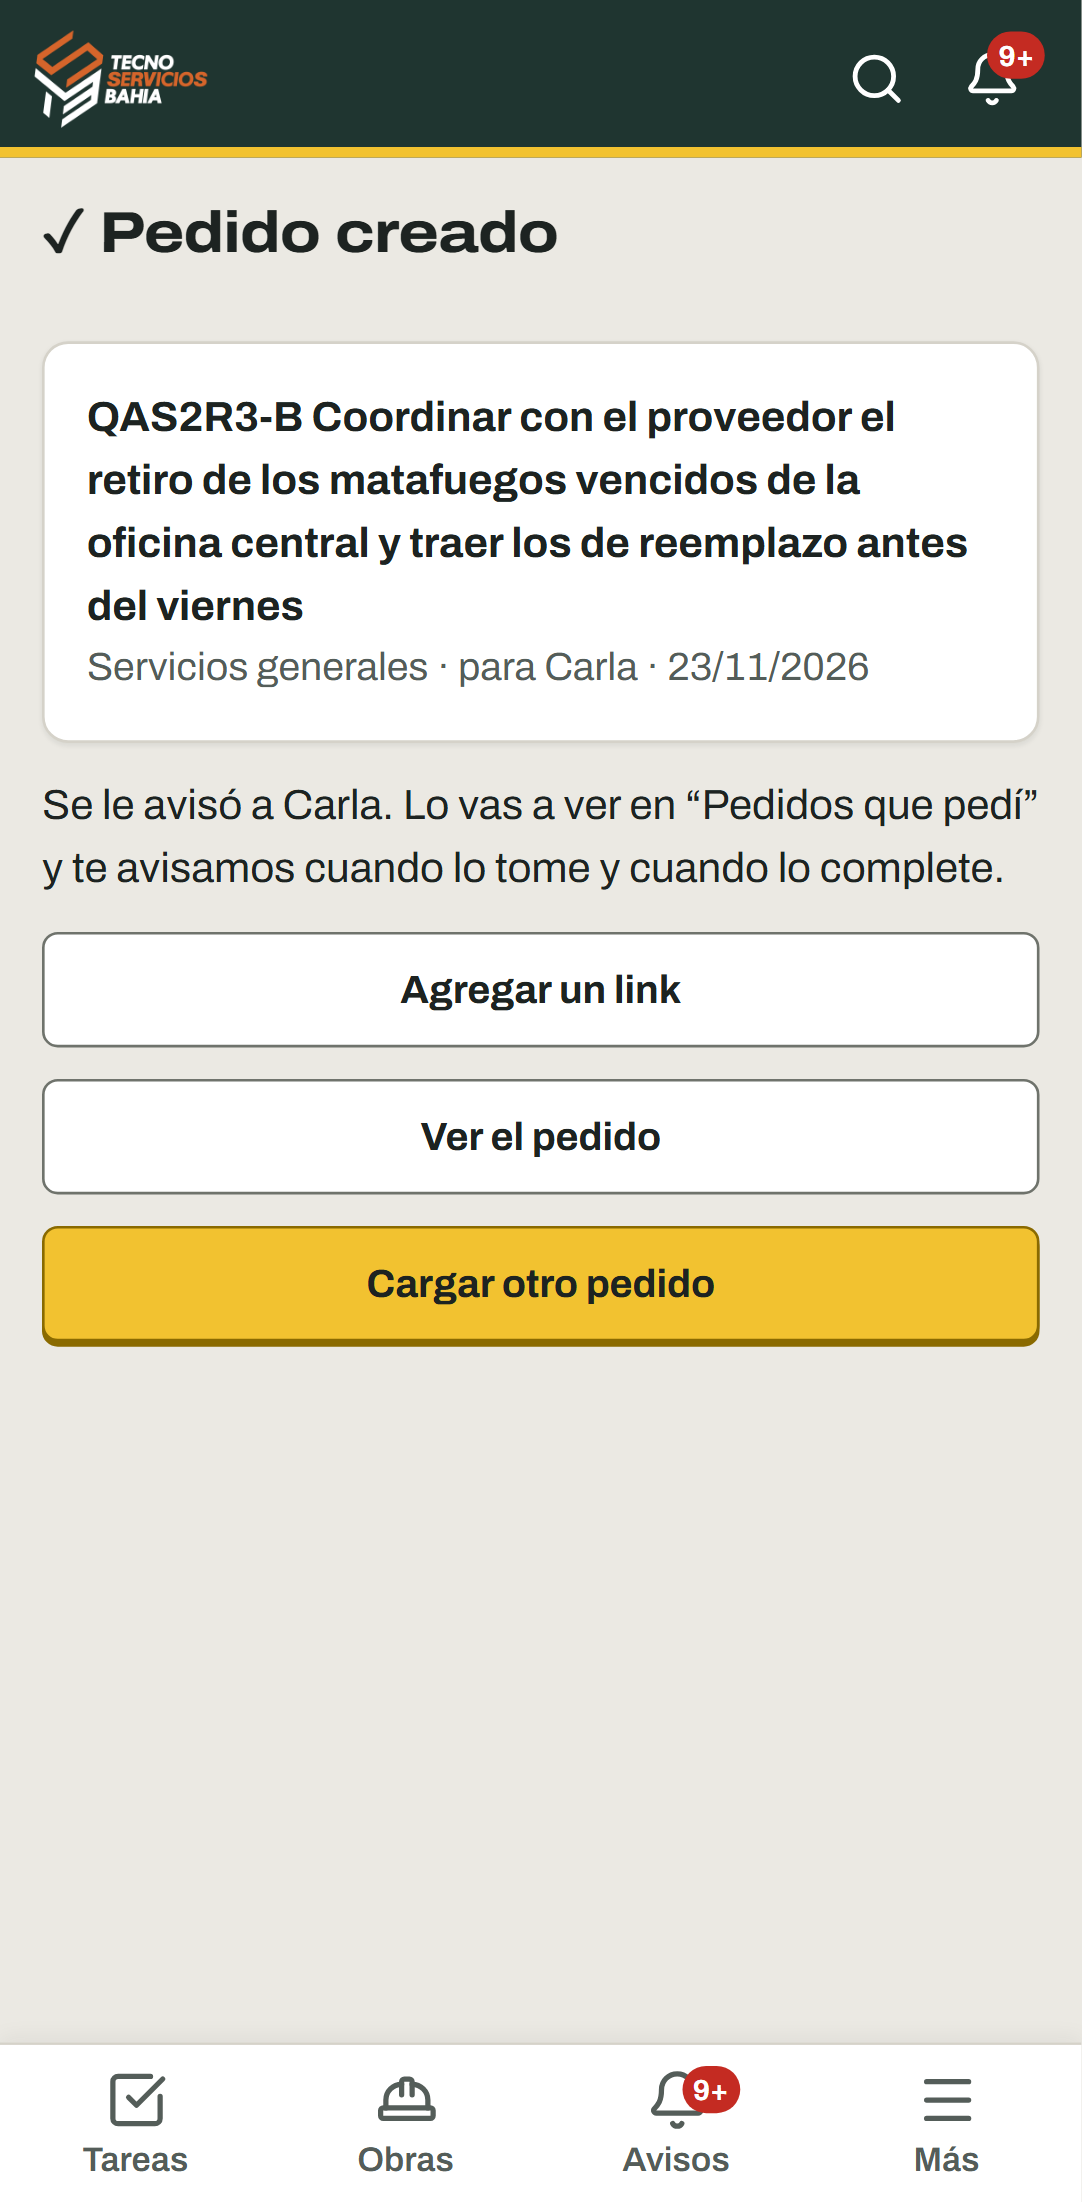 TECNO
SERVICIOS
BAHIA
9+
✓ Pedido creado
QAS2R3-B Coordinar con el proveedor el
retiro de los matafuegos vencidos de la
oficina central y traer los de reemplazo antes
del viernes
Servicios generales · para Carla · 23/11/2026
Se le avisó a Carla. Lo vas a ver en “Pedidos que pedí”
y te avisamos cuando lo tome y cuando lo complete.
Agregar un link
Ver el pedido
Cargar otro pedido
9+
Tareas
Obras
Avisos
Más